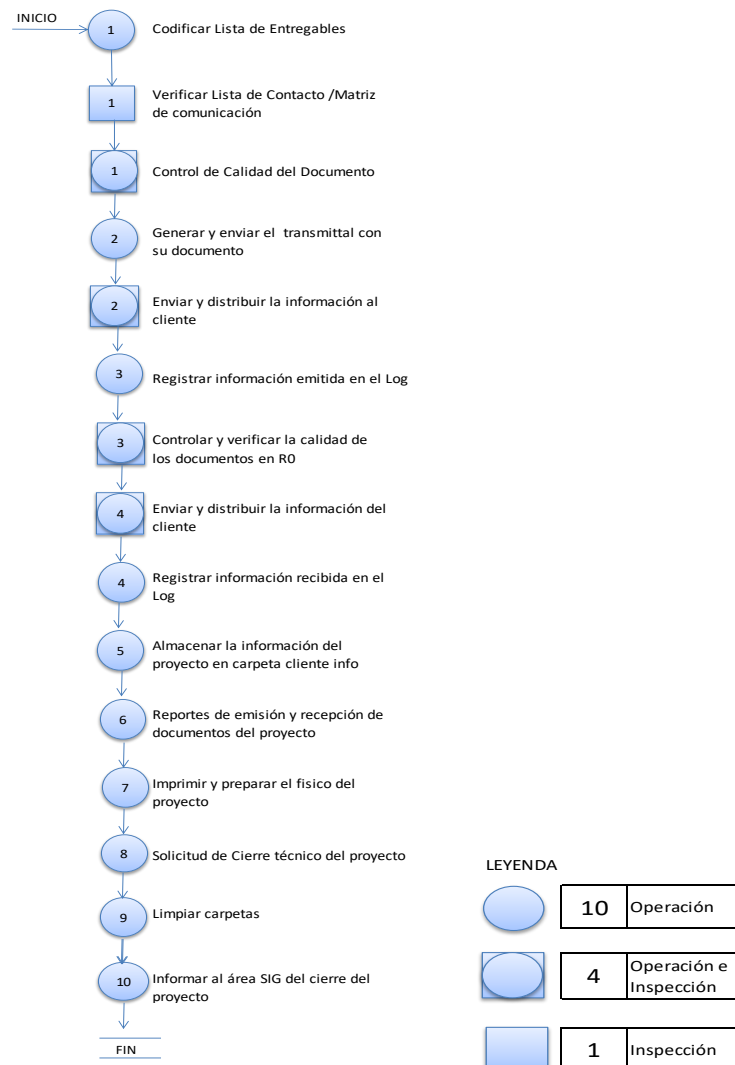 INICIO
1
Codificar Lista de Entregables
1
Verificar Lista de Contacto /Matriz
de comunicación
1
Control de Calidad del Documento
2
Generar y enviar el transmittal con
su documento
2
Enviar y distribuir la información al
cliente
3
Registrar información emitida en el Log
3
Controlar y verificar la calidad de
los documentos en R0
4
Enviar y distribuir la información del
cliente
4
Registrar información recibida en el
Log
5
Almacenar la información del
proyecto en carpeta cliente info
6
Reportes de emisión y recepción de
documentos del proyecto
7
Imprimir y preparar el fisico del
proyecto
8
Solicitud de Cierre técnico del proyecto
9
Limpiar carpetas
10
Informar al área SIG del cierre del
proyecto
FIN
LEYENDA
10
Operación
4
Operación e
Inspección
1
Inspección